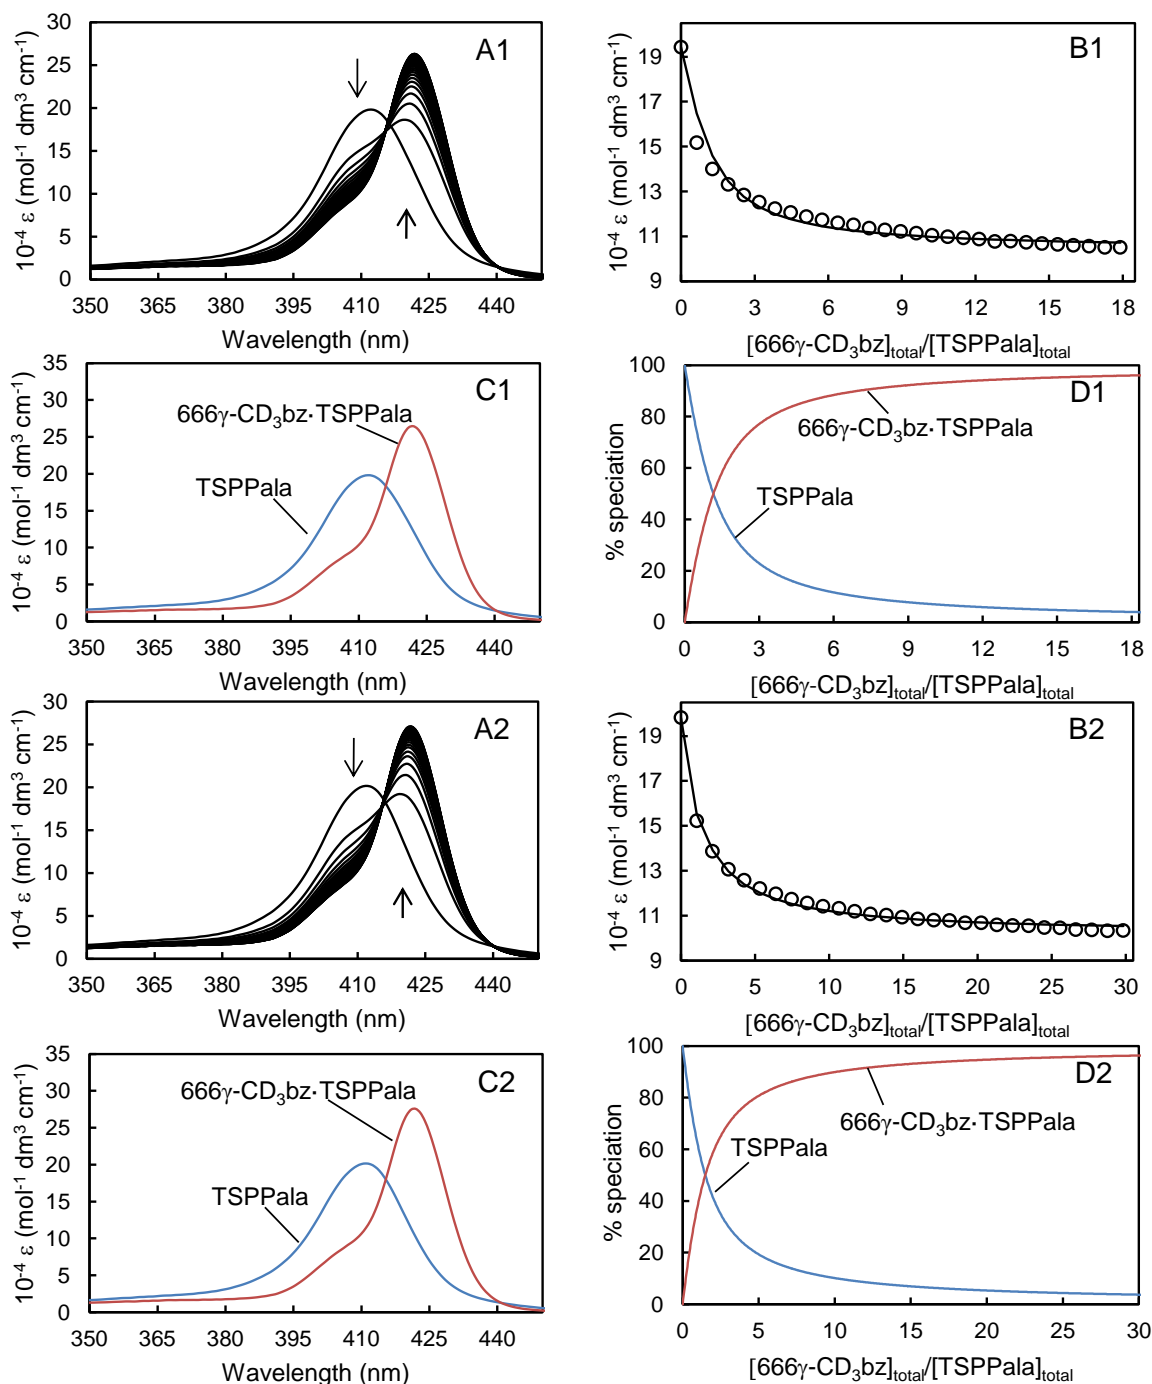 A1
10⁻⁴ ε (mol⁻¹ dm³ cm⁻¹)
30
25
20
15
10
5
0
350 365 380 395 410 425 440
Wavelength (nm)
B1
10⁻⁴ ε (mol⁻¹ dm³ cm⁻¹)
19
17
15
13
11
9
0 3 6 9 12 15 18
[666γ-CD₃bz]total/[TSPPala]total
C1
10⁻⁴ ε (mol⁻¹ dm³ cm⁻¹)
35
30
25
20
15
10
5
0
666γ-CD₃bz·TSPPala
TSPPala
350 365 380 395 410 425 440
Wavelength (nm)
D1
% speciation
100
80
60
40
20
0
666γ-CD₃bz·TSPPala
TSPPala
0 3 6 9 12 15 18
[666γ-CD₃bz]total/[TSPPala]total
A2
10⁻⁴ ε (mol⁻¹ dm³ cm⁻¹)
30
25
20
15
10
5
0
350 365 380 395 410 425 440
Wavelength (nm)
B2
10⁻⁴ ε (mol⁻¹ dm³ cm⁻¹)
19
17
15
13
11
9
0 5 10 15 20 25 30
[666γ-CD₃bz]total/[TSPPala]total
C2
10⁻⁴ ε (mol⁻¹ dm³ cm⁻¹)
35
30
25
20
15
10
5
0
666γ-CD₃bz·TSPPala
TSPPala
350 365 380 395 410 425 440
Wavelength (nm)
D2
% speciation
100
80
60
40
20
0
666γ-CD₃bz·TSPPala
TSPPala
0 5 10 15 20 25 30
[666γ-CD₃bz]total/[TSPPala]total